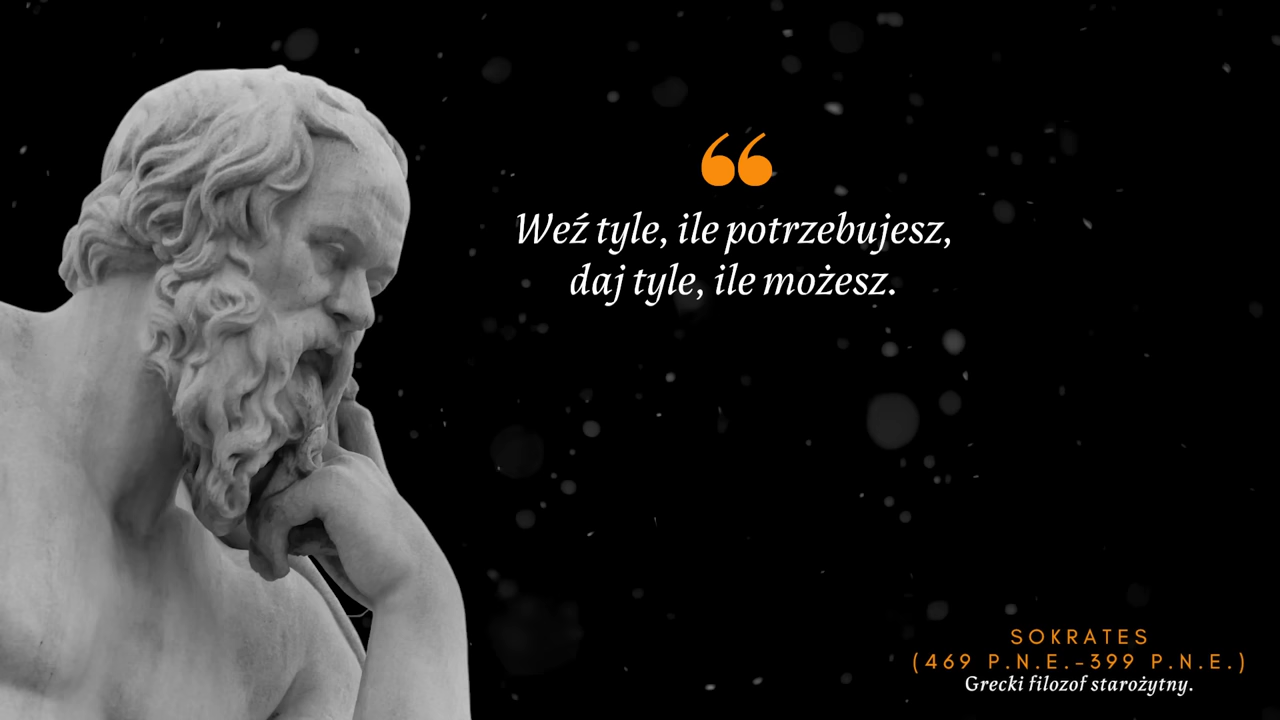 “
Weź tyle, ile potrzebujesz,
daj tyle, ile możesz.
SOKRATES
(469 P.N.E.-399 P.N.E.)
Grecki filozof starożytny.